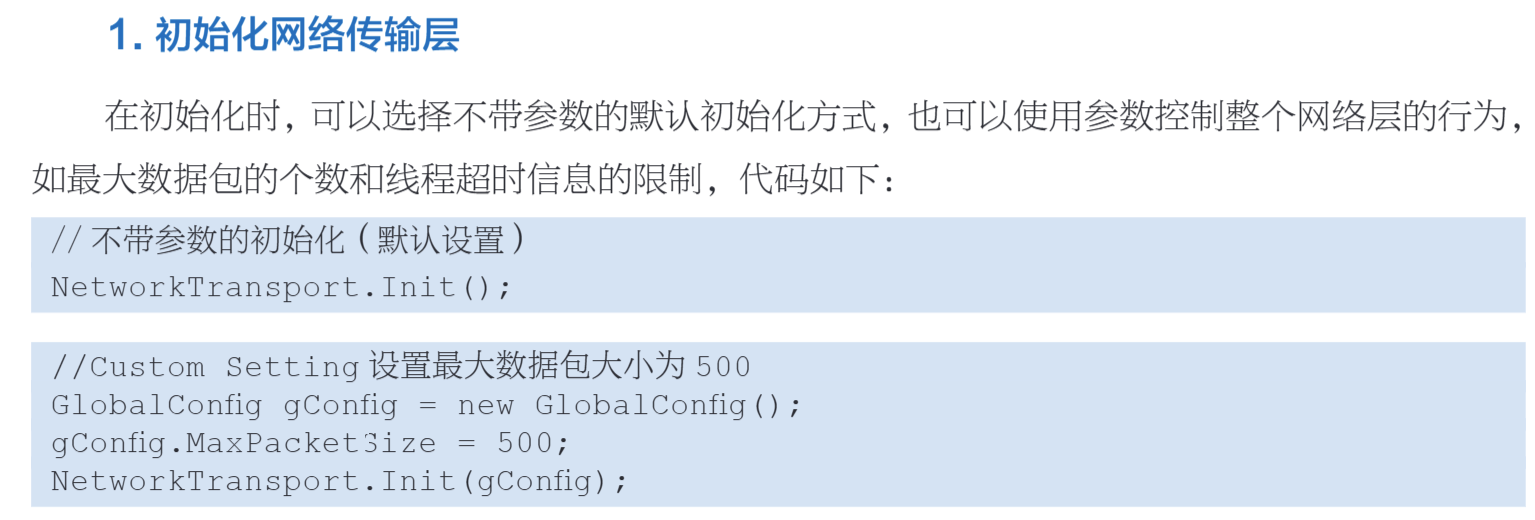 1. 初始化网络传输层
在初始化时，可以选择不带参数的默认初始化方式，也可以使用参数控制整个网络层的行为，
如最大数据包的个数和线程超时信息的限制，代码如下：
// 不带参数的初始化（默认设置）
NetworkTransport.Init();
//Custom Setting 设置最大数据包大小为 500
GlobalConfig gConfig = new GlobalConfig();
gConfig.MaxPacketSize = 500;
NetworkTransport.Init(gConfig);